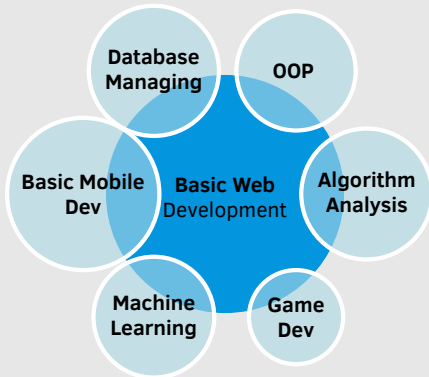 Database
Managing
OOP
Basic Mobile
Dev
Basic Web
Development
Algorithm
Analysis
Machine
Learning
Game
Dev